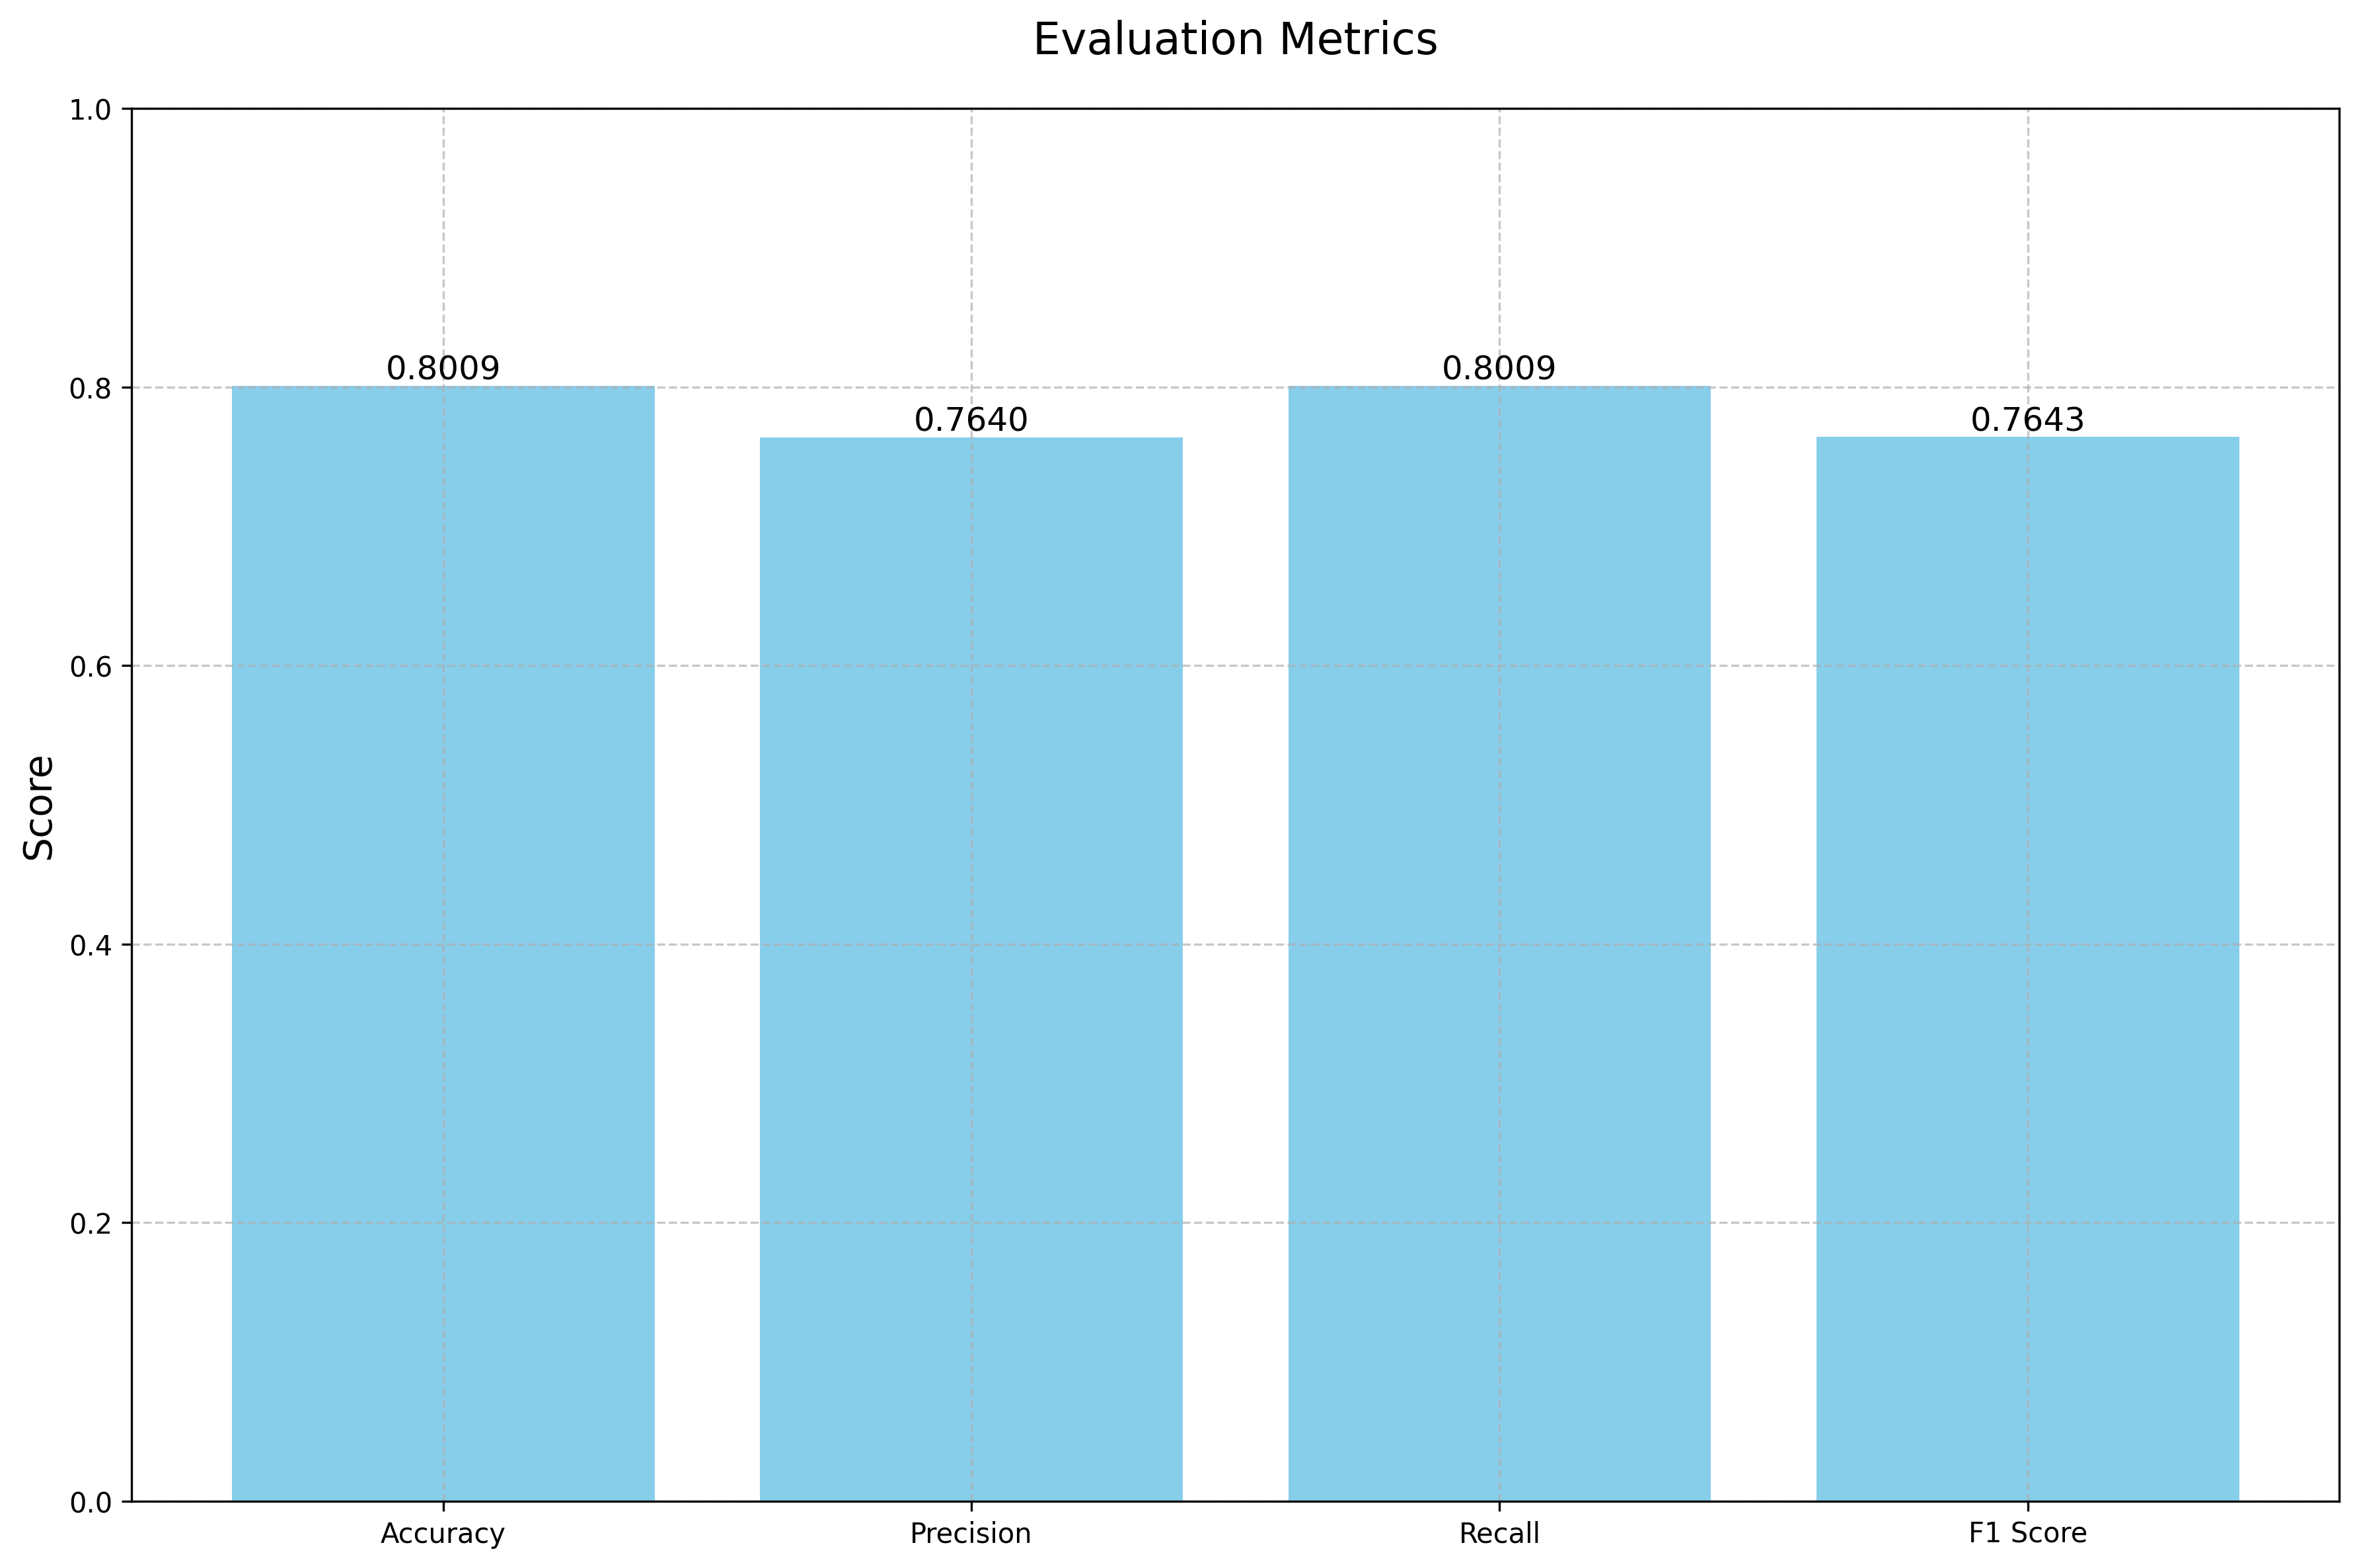 Evaluation Metrics
1.0
0.8
0.6
0.4
0.2
0.0
Score
0.8009
0.7640
0.8009
0.7643
Accuracy
Precision
Recall
F1 Score